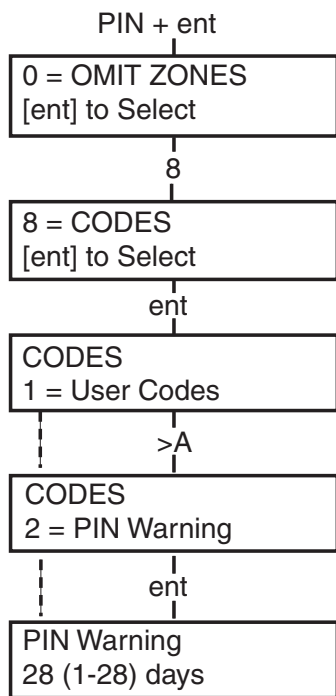 PIN + ent
0 = OMIT ZONES
[ent] to Select
8
8 = CODES
[ent] to Select
ent
CODES
1 = User Codes
>A
CODES
2 = PIN Warning
ent
PIN Warning
28 (1-28) days